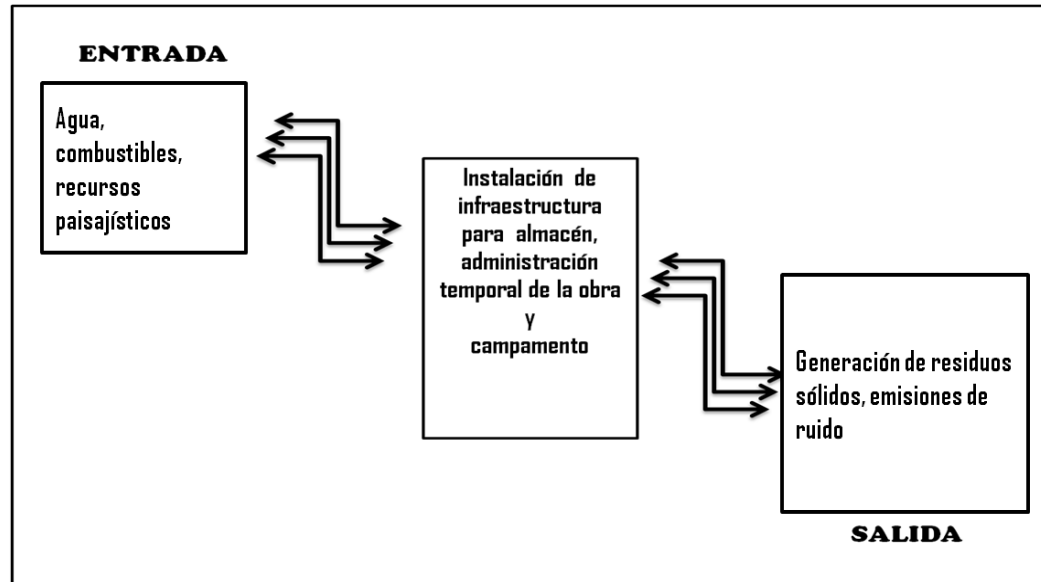 ENTRADA
Agua,
combustibles,
recursos
paisajísticos
Instalación de
infraestructura
para almacén,
administración
temporal de la obra
y
campamento
Generación de residuos
sólidos, emisiones de
ruido
SALIDA